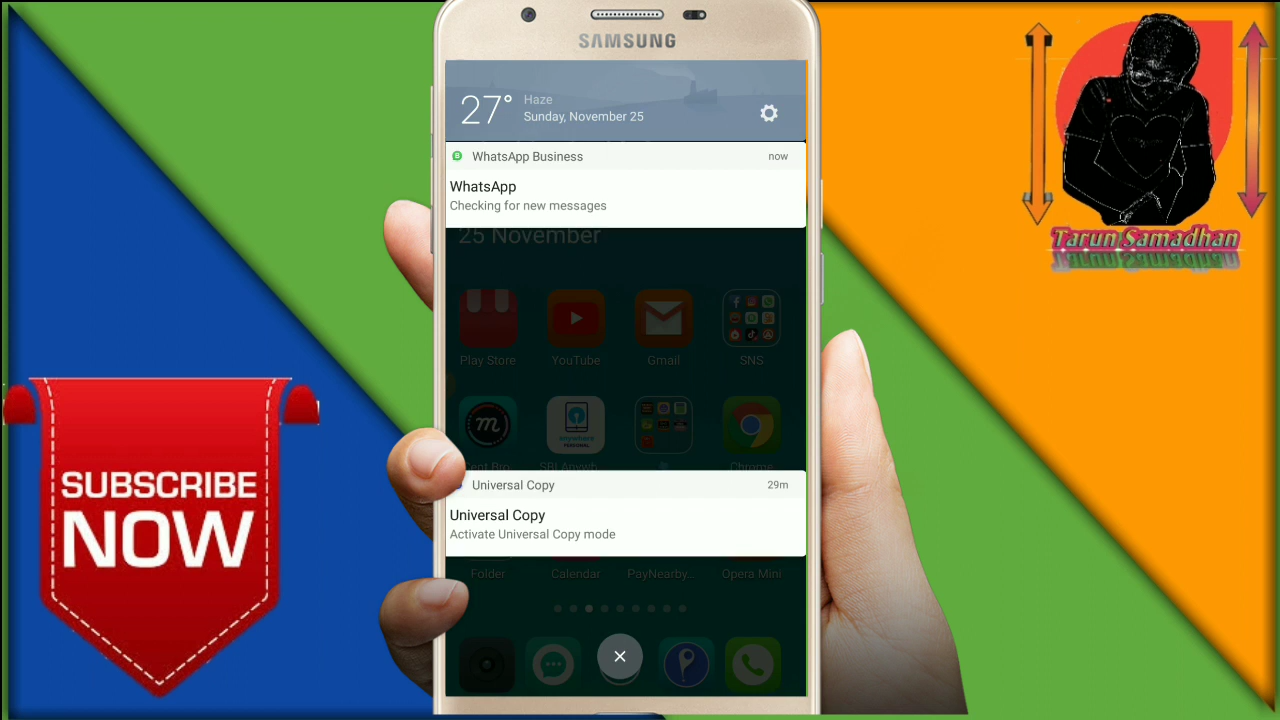 SAMSUNG
27°
Haze
Sunday, November 25
WhatsApp Business
now
WhatsApp
Checking for new messages
25 November
Play Store
YouTube
Gmail
SNS
anywhere
PERSONAL
Chrome
Universal Copy
29m
Universal Copy
Activate Universal Copy mode
Folder
Calendar
PayNearby...
Opera Mini
SUBSCRIBE
NOW
Tarun Samadhan